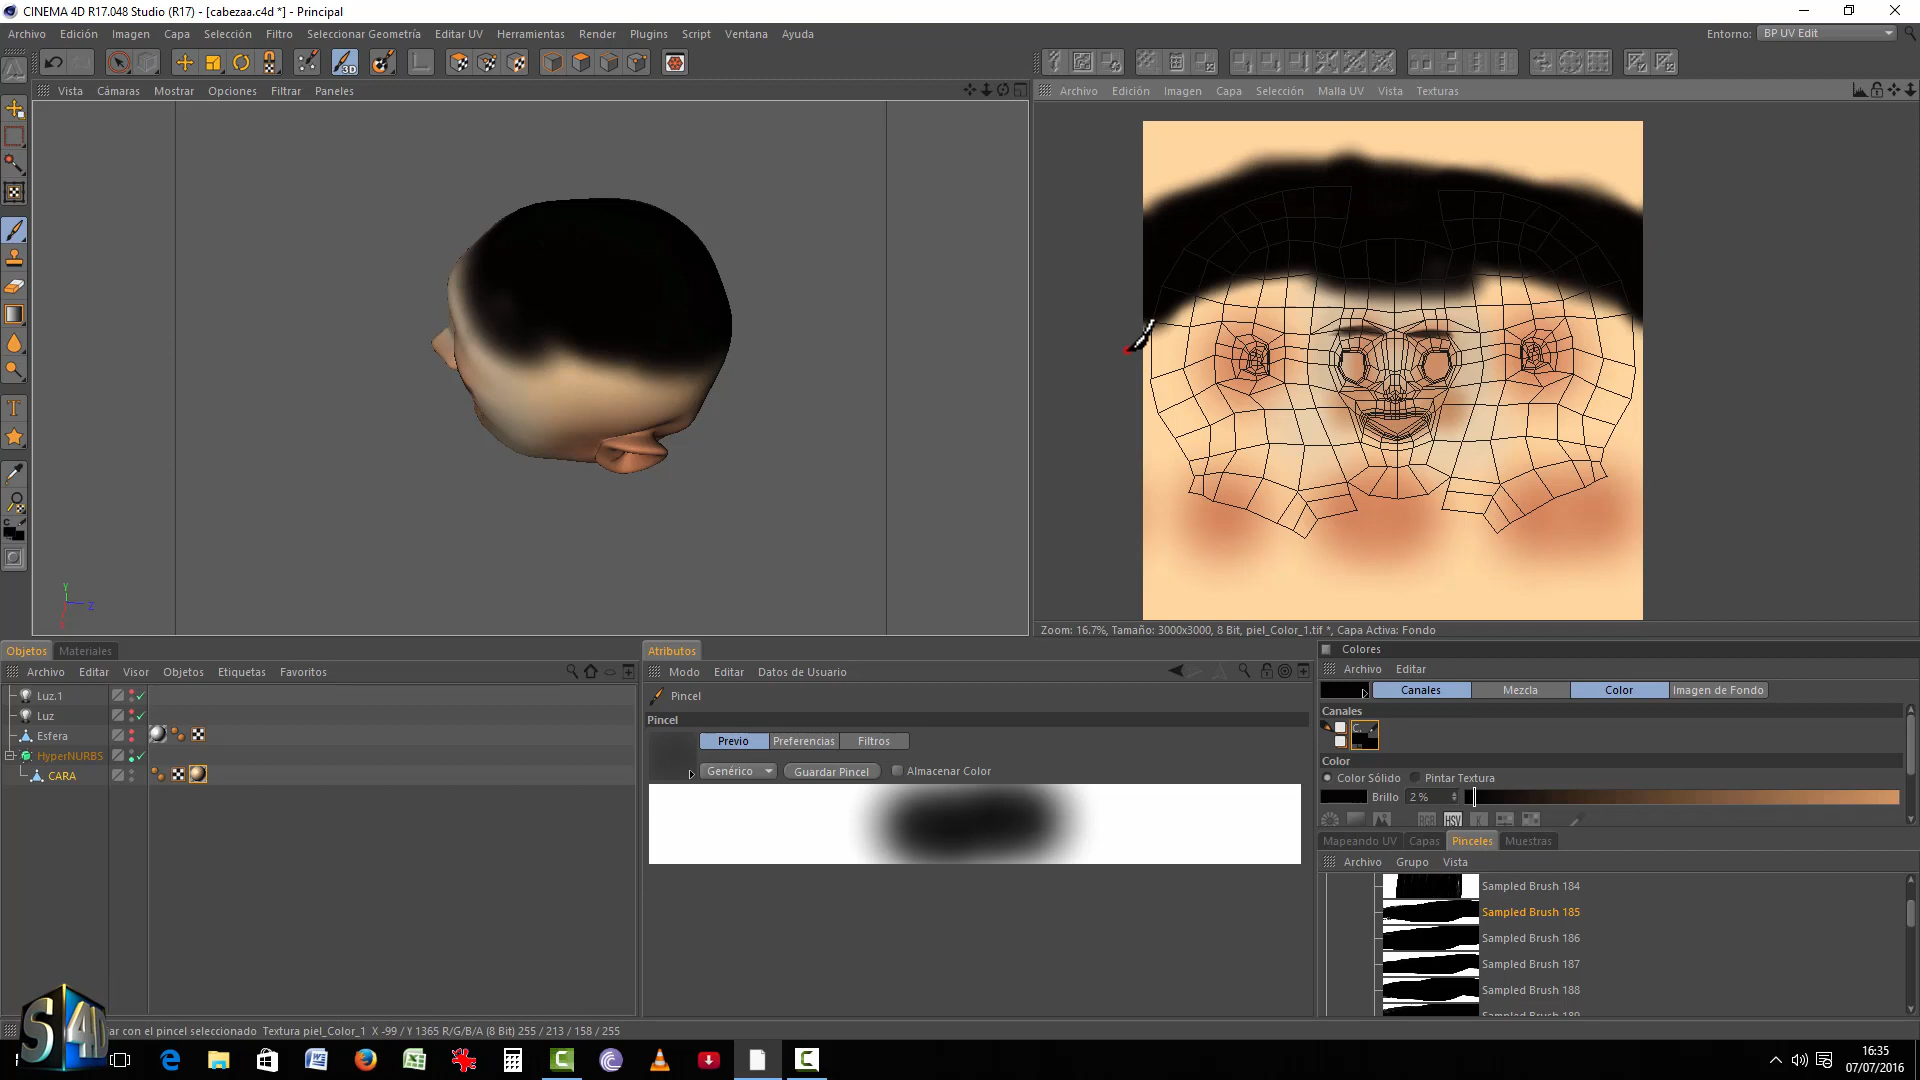 CINEMA 4D R17.048 Studio (R17) - [cabezaa.c4d *] - Principal
Archivo Edición Imagen Capa Selección Filtro Seleccionar Geometría Editar UV Herramientas Render Plugins Script Ventana Ayuda
Entorno: BP UV Edit
3D
Vista Cámaras Mostrar Opciones Filtrar Paneles
Archivo Edición Imagen Capa Selección Malla UV Vista Texturas
Y
Z
X
Zoom: 16.7%, Tamaño: 3000x3000, 8 Bit, piel_Color_1.tif *, Capa Activa: Fondo
Objetos Materiales
Archivo Editar Visor Objetos Etiquetas Favoritos
Luz.1
Luz
Esfera
HyperNURBS
CARA
Atributos
Modo Editar Datos de Usuario
Pincel
Pincel
Previo Preferencias Filtros
Genérico Guardar Pincel Almacenar Color
Colores
Archivo Editar
Canales Mezcla Color Imagen de Fondo
Canales
C.
Color
Color Sólido Pintar Textura
Brillo 2 %
RGB HSV K
Mapeando UV Capas Pinceles Muestras
Archivo Grupo Vista
Sampled Brush 184
Sampled Brush 185
Sampled Brush 186
Sampled Brush 187
Sampled Brush 188
Sampled Brush 189
S4D
ar con el pincel seleccionado Textura piel_Color_1 X -99 / Y 1365 R/G/B/A (8 Bit) 255 / 213 / 158 / 255
16:35
07/07/2016